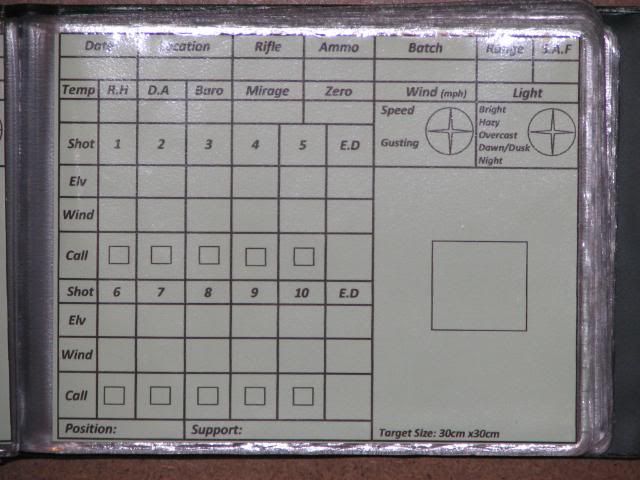 Date Location Rifle Ammo Batch Range S.A.F
Temp R.H D.A Baro Mirage Zero Wind (mph) Light
Speed
Gusting
Bright
Hazy
Overcast
Dawn/Dusk
Night
Shot 1 2 3 4 5 E.D
Elv
Wind
Call
Shot 6 7 8 9 10 E.D
Elv
Wind
Call
Position: Support: Target Size: 30cm x30cm